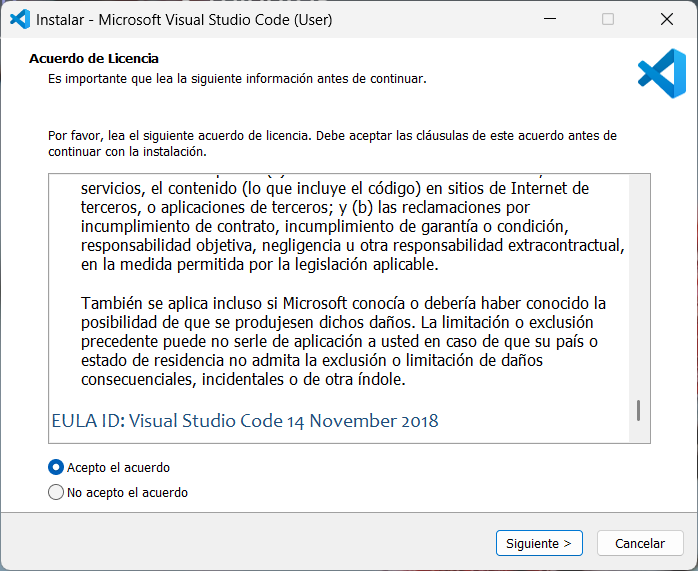 Instalar - Microsoft Visual Studio Code (User)
Acuerdo de Licencia
Es importante que lea la siguiente información antes de continuar.
Por favor, lea el siguiente acuerdo de licencia. Debe aceptar las cláusulas de este acuerdo antes de
continuar con la instalación.
servicios, el contenido (lo que incluye el código) en sitios de Internet de
terceros, o aplicaciones de terceros; y (b) las reclamaciones por
incumplimiento de contrato, incumplimiento de garantía o condición,
responsabilidad objetiva, negligencia u otra responsabilidad extracontractual,
en la medida permitida por la legislación aplicable.
También se aplica incluso si Microsoft conocía o debería haber conocido la
posibilidad de que se produjesen dichos daños. La limitación o exclusión
precedente puede no serle de aplicación a usted en caso de que su país o
estado de residencia no admita la exclusión o limitación de daños
consecuenciales, incidentales o de otra índole.
EULA ID: Visual Studio Code 14 November 2018
Acepto el acuerdo
No acepto el acuerdo
Siguiente >
Cancelar